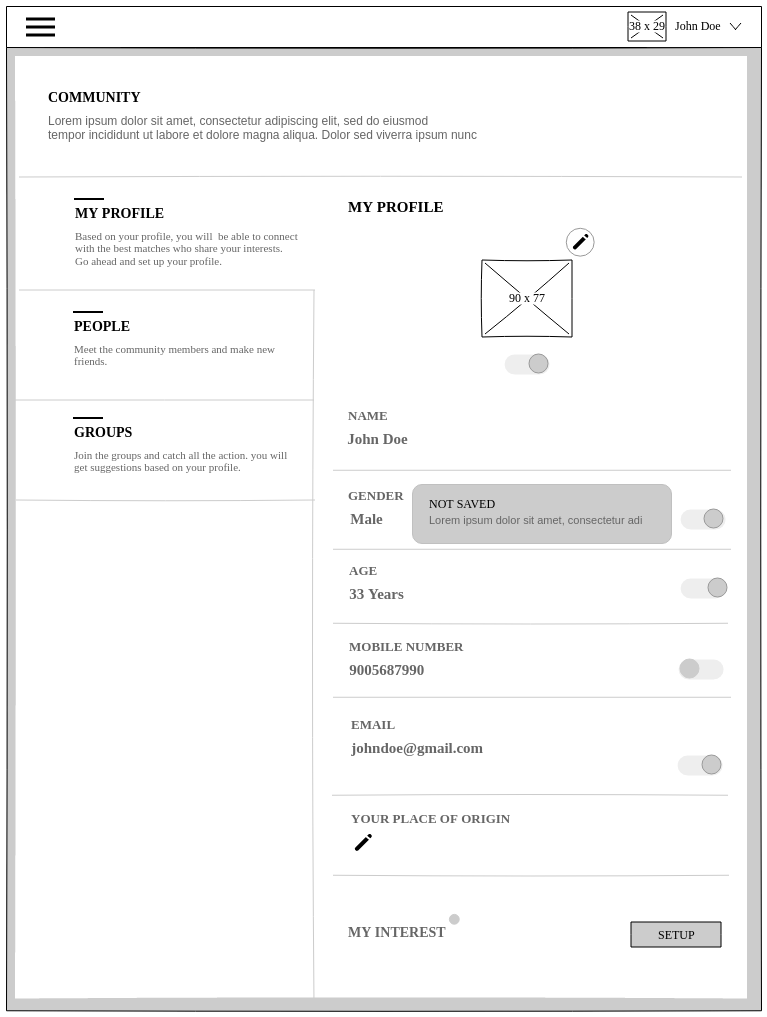 38 x 29 John Doe
COMMUNITY
Lorem ipsum dolor sit amet, consectetur adipiscing elit, sed do eiusmod
tempor incididunt ut labore et dolore magna aliqua. Dolor sed viverra ipsum nunc
MY PROFILE
Based on your profile, you will  be able to connect
with the best matches who share your interests.
Go ahead and set up your profile.
PEOPLE
Meet the community members and make new
friends.
GROUPS
Join the groups and catch all the action. you will
get suggestions based on your profile.
MY PROFILE
90 x 77
NAME
John Doe
GENDER
Male
NOT SAVED
Lorem ipsum dolor sit amet, consectetur adi
AGE
33 Years
MOBILE NUMBER
9005687990
EMAIL
johndoe@gmail.com
YOUR PLACE OF ORIGIN
MY INTEREST
SETUP